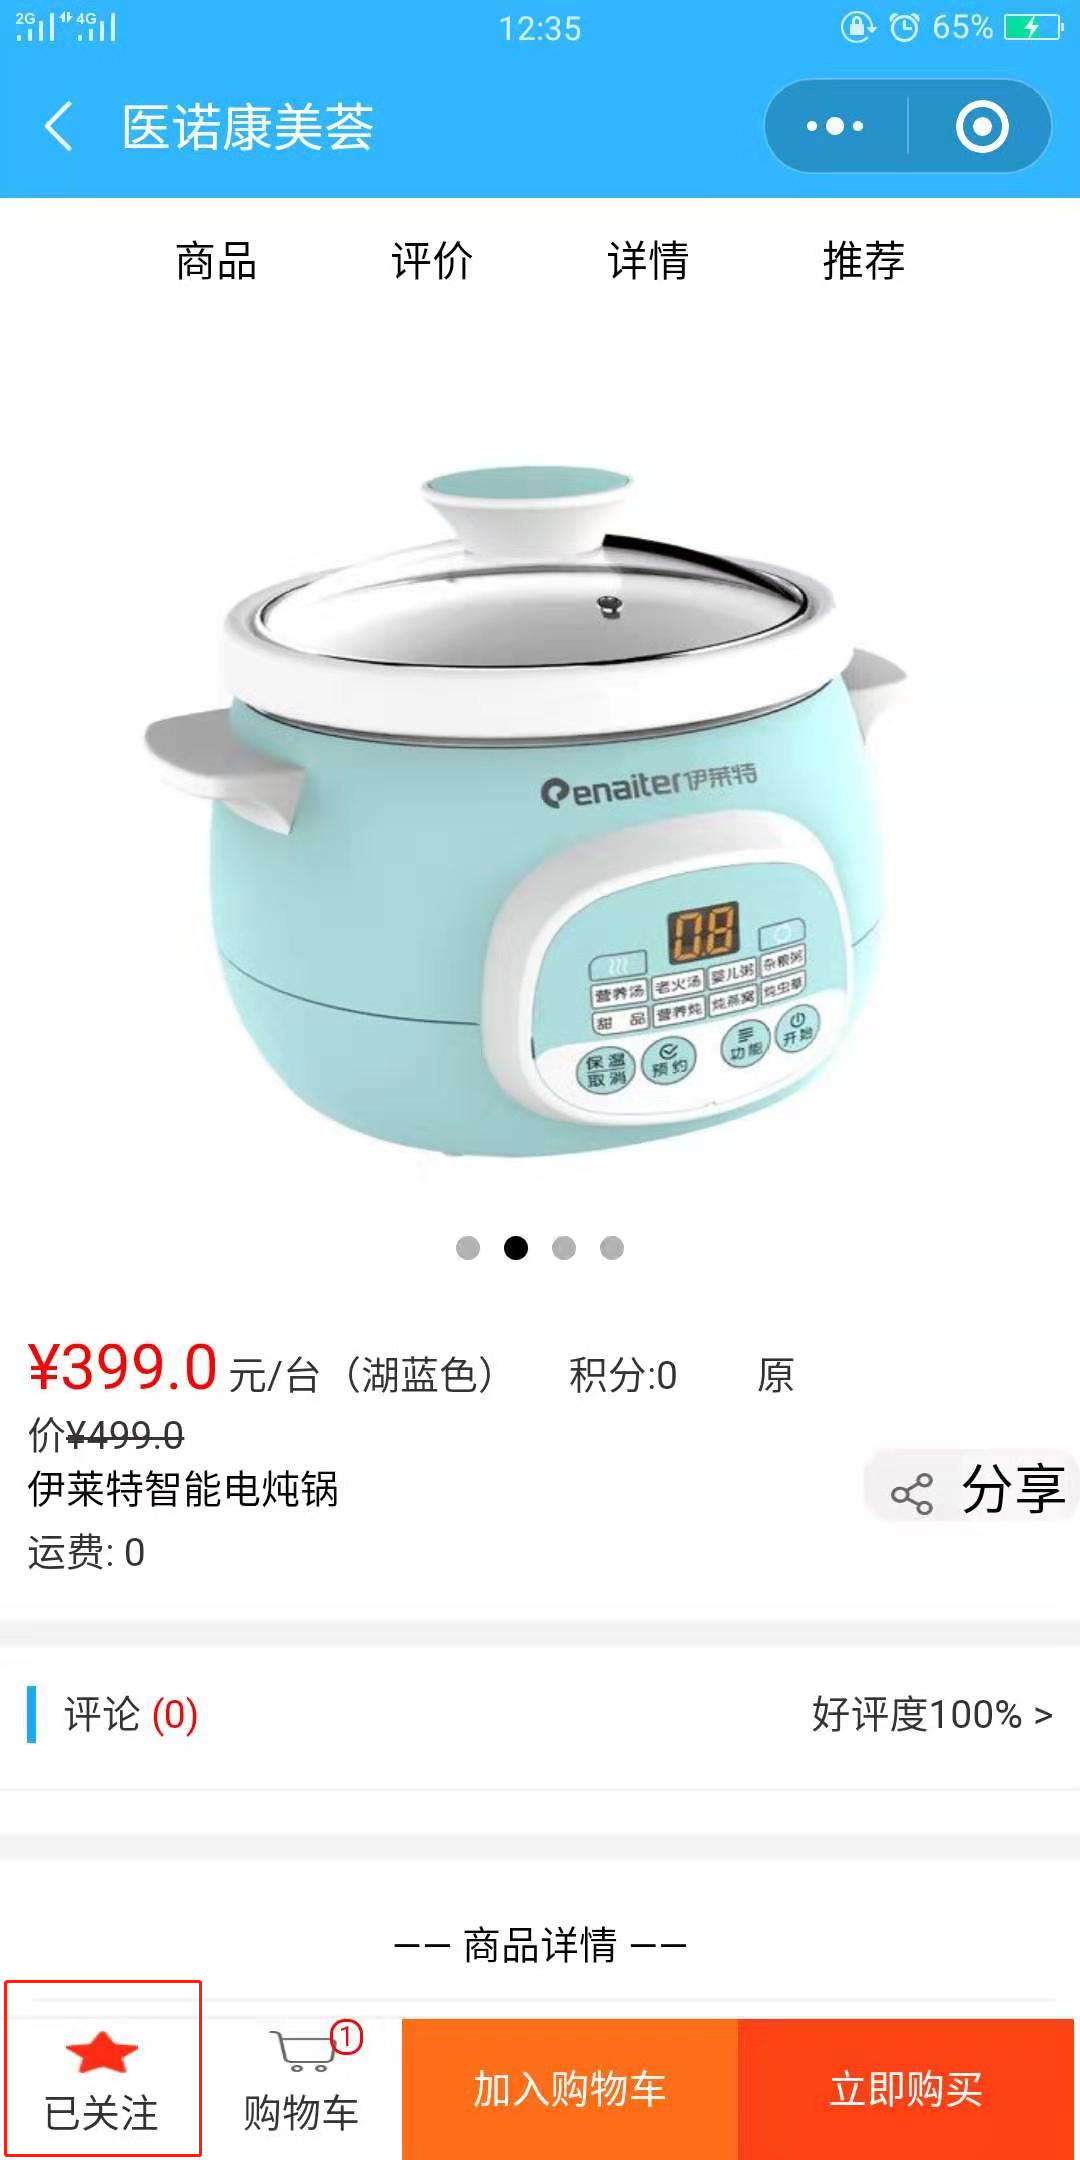 2G 4G 12:35 65%
医诺康美荟
商品 评价 详情 推荐
enaiter伊莱特
08
营养汤 老火汤 婴儿粥 杂粮粥
甜品 营养炖 炖燕窝 炖虫草
保温 取消 预约 功能 开始
¥399.0 元/台（湖蓝色） 积分:0 原
价¥499.0
伊莱特智能电炖锅
分享
运费: 0
评论 (0) 好评度100% >
—— 商品详情 ——
已关注 购物车 1 加入购物车 立即购买